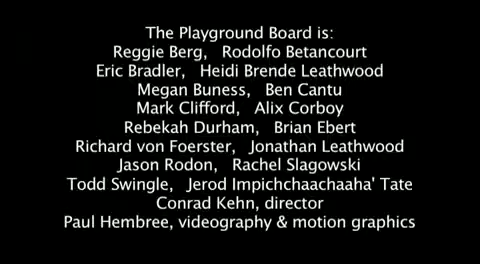 The Playground Board is:
Reggie Berg, Rodolfo Betancourt
Eric Bradler, Heidi Brende Leathwood
Megan Buness, Ben Cantu
Mark Clifford, Alix Corboy
Rebekah Durham, Brian Ebert
Richard von Foerster, Jonathan Leathwood
Jason Rodon, Rachel Slagowski
Todd Swingle, Jerod Impichchaachaaha' Tate
Conrad Kehn, director
Paul Hembree, videography & motion graphics